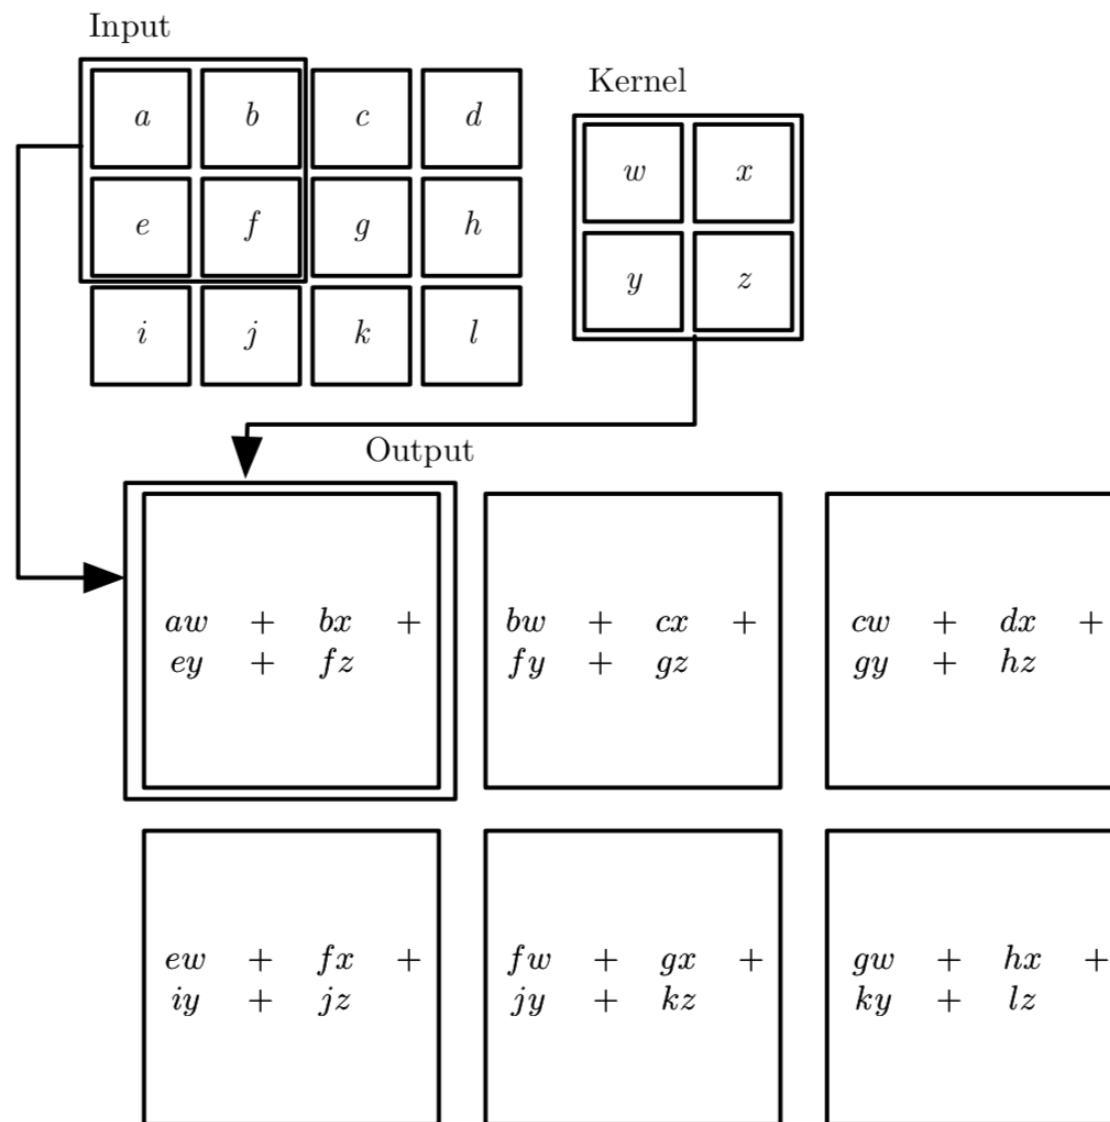 Input
Kernel
a b c d
w x
e f g h
y z
i j k l
Output
aw + bx +
ey + fz
bw + cx +
fy + gz
cw + dx +
gy + hz
ew + fx +
iy + jz
fw + gx +
jy + kz
gw + hx +
ky + lz